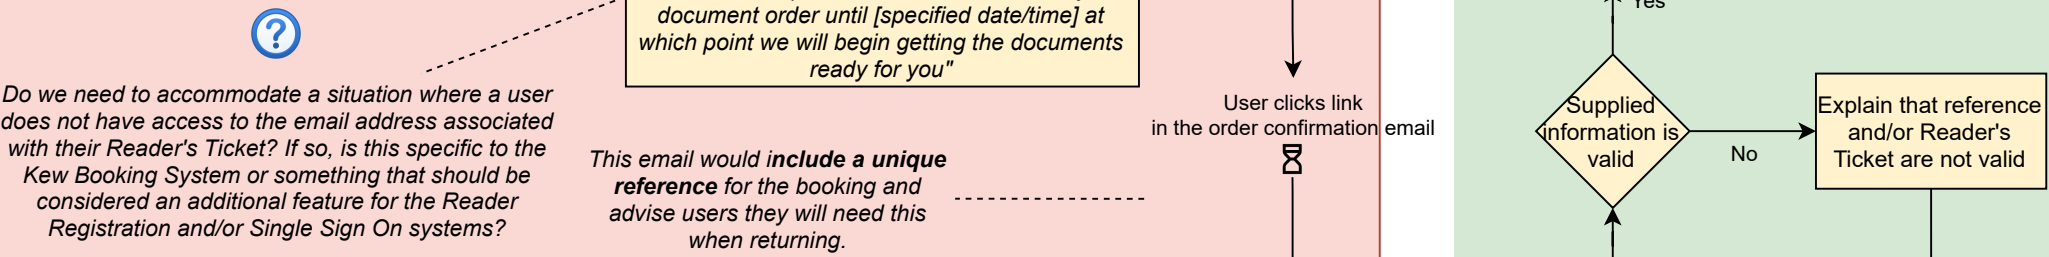 document order until [specified date/time] at
which point we will begin getting the documents
ready for you"
Do we need to accommodate a situation where a user
does not have access to the email address associated
with their Reader's Ticket? If so, is this specific to the
Kew Booking System or something that should be
considered an additional feature for the Reader
Registration and/or Single Sign On systems?
This email would include a unique
reference for the booking and
advise users they will need this
when returning.
User clicks link
in the order confirmation email
Yes
Supplied
information is
valid
No
Explain that reference
and/or Reader's
Ticket are not valid